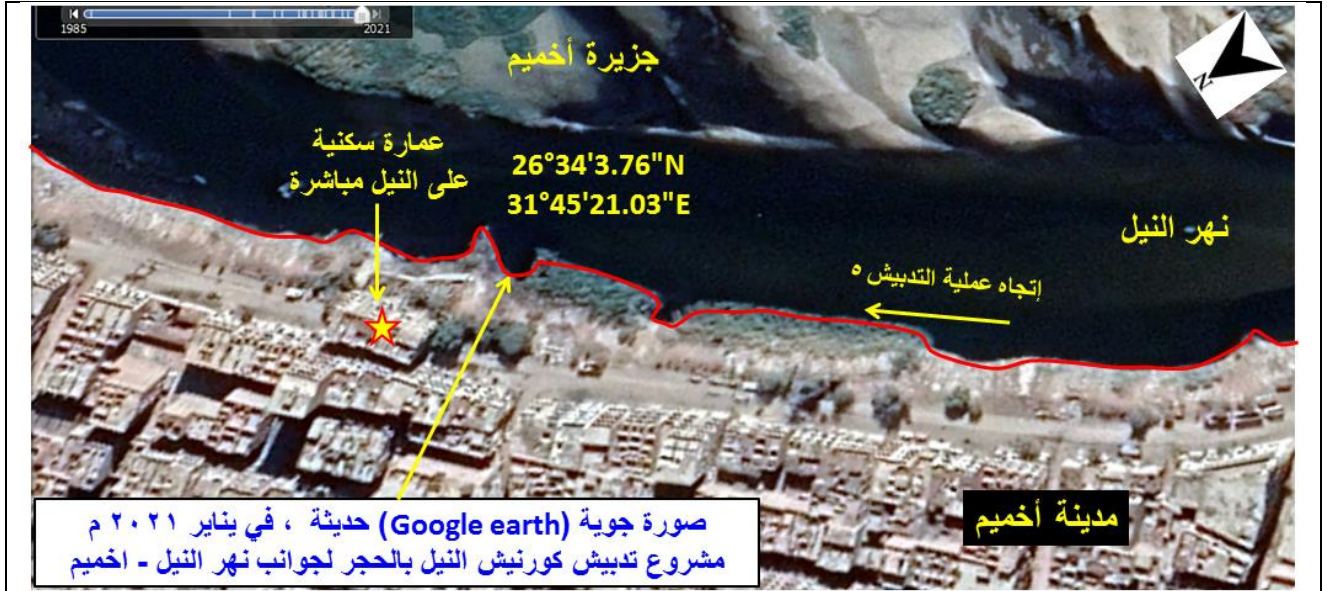 1985
2021
جزيرة أخميم
N
عمارة سكنية
على النيل مباشرة
26°34'3.76"N
31°45'21.03"E
نهر النيل
إتجاه عملية التدبيش ٥
مدينة أخميم
صورة جوية (Google earth) حديثة ، في يناير ٢٠٢١ م
مشروع تدبيش كورنيش النيل بالحجر لجوانب نهر النيل - اخميم